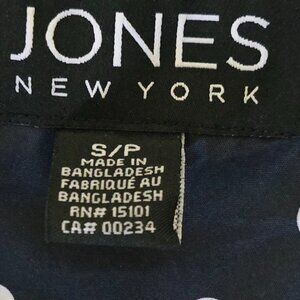 JONES
NEW YORK
S/P
MADE IN
BANGLADESH
FABRIQUÉ AU
BANGLADESH
RN# 15101
CA# 00234